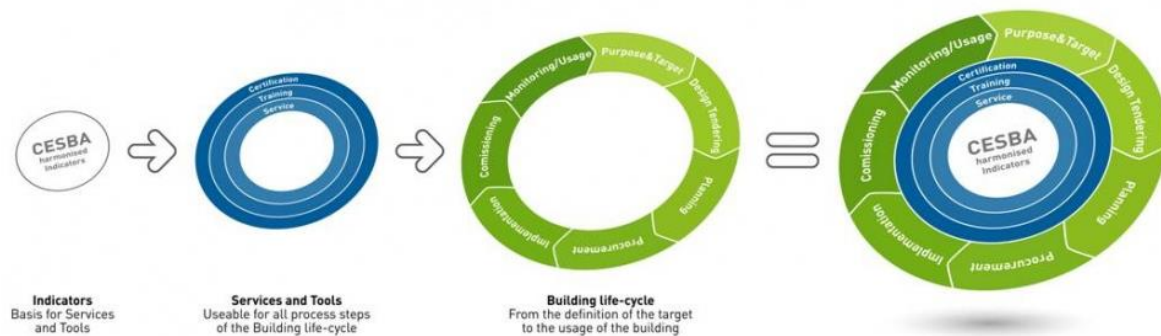 CESBA
harmonised
Indicators
Certification
Training
Service
Monitoring/Usage
Purpose&Target
Design Tendering
Planning
Procurement
Implementation
Comissioning
Monitoring/Usage
Purpose&Target
Design Tendering
Planning
Procurement
Implementation
Comissioning
Certification
Training
Service
CESBA
harmonised
Indicators
Indicators
Basis for Services
and Tools
Services and Tools
Useable for all process steps
of the Building life-cycle
Building life-cycle
From the definition of the target
to the usage of the building